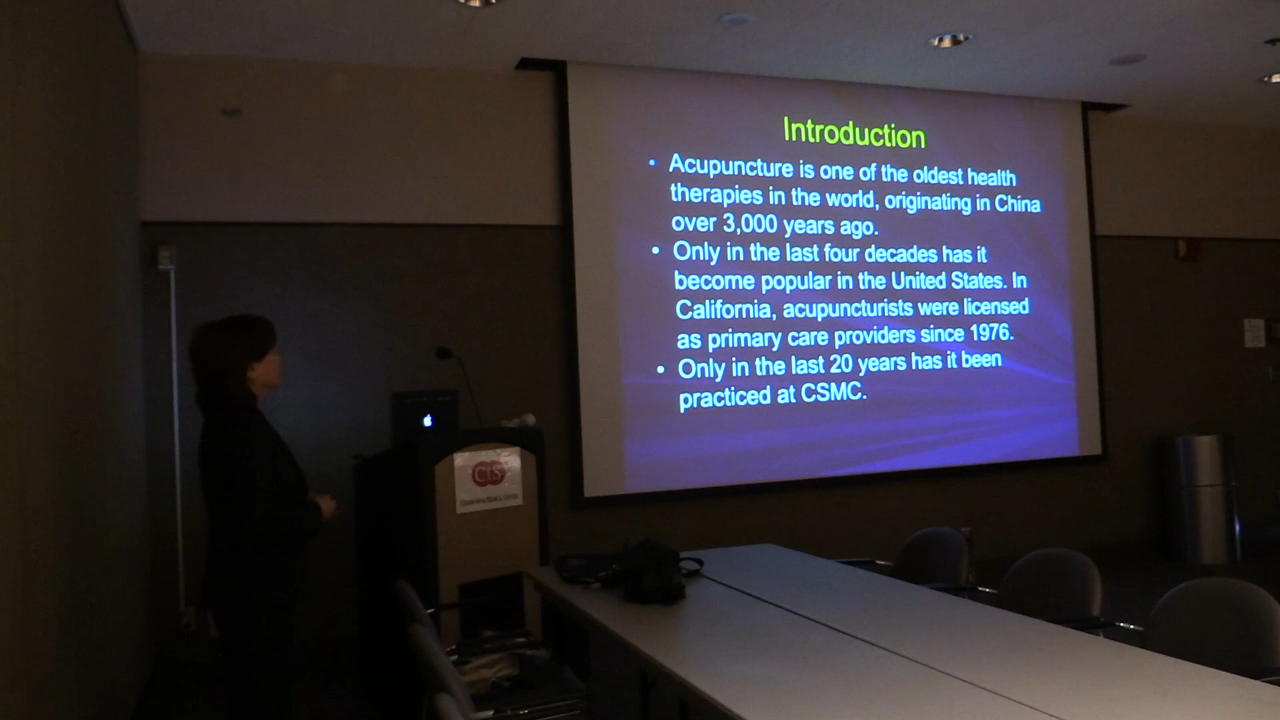 Introduction
• Acupuncture is one of the oldest health
therapies in the world, originating in China
over 3,000 years ago.
• Only in the last four decades has it
become popular in the United States. In
California, acupuncturists were licensed
as primary care providers since 1976.
• Only in the last 20 years has it been
practiced at CSMC.
CIS